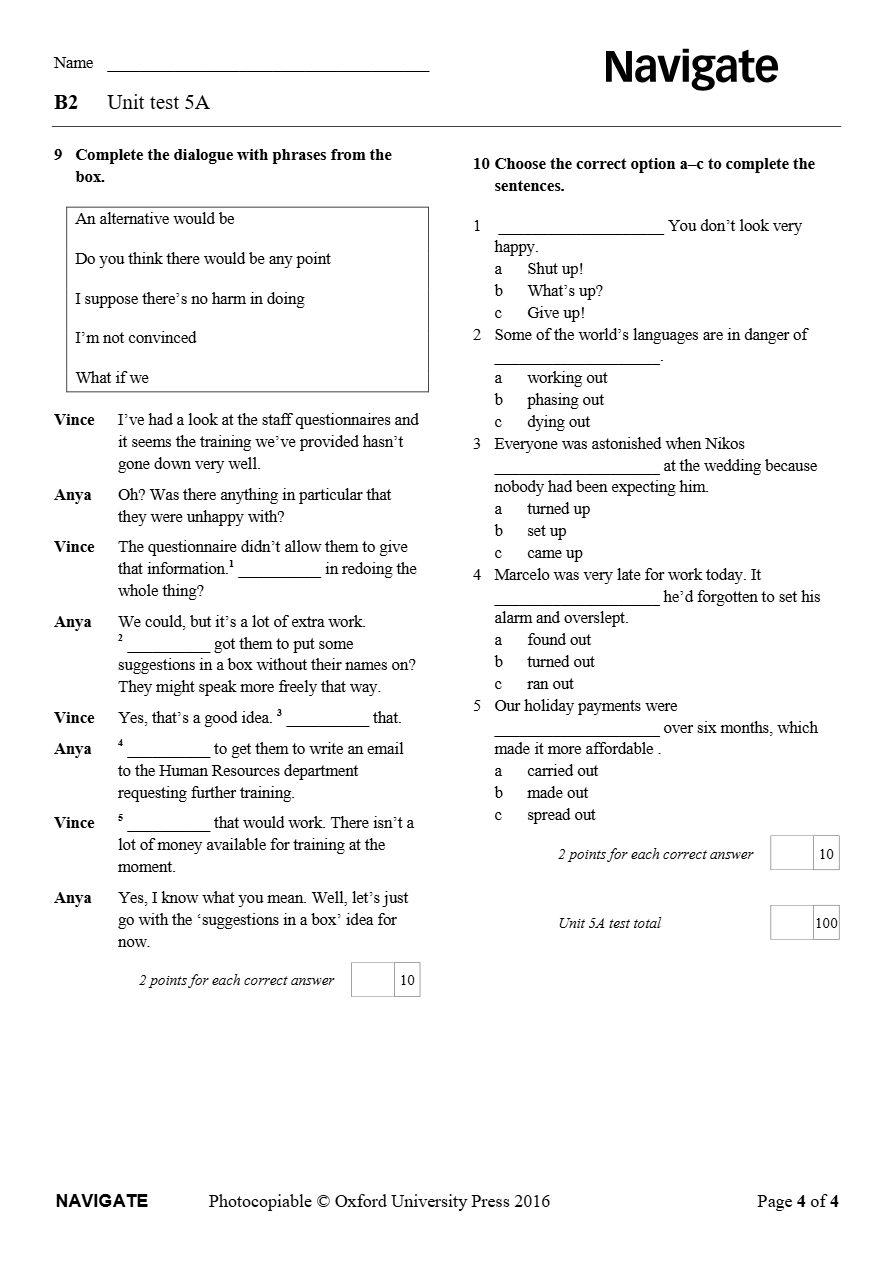 Name ________________________________________
Navigate
B2 Unit test 5A
9 Complete the dialogue with phrases from the
box.
An alternative would be
Do you think there would be any point
I suppose there’s no harm in doing
I’m not convinced
What if we
Vince I’ve had a look at the staff questionnaires and
it seems the training we’ve provided hasn’t
gone down very well.
Anya Oh? Was there anything in particular that
they were unhappy with?
Vince The questionnaire didn’t allow them to give
that information.1 __________ in redoing the
whole thing?
Anya We could, but it’s a lot of extra work.
2 __________ got them to put some
suggestions in a box without their names on?
They might speak more freely that way.
Vince Yes, that’s a good idea. 3 __________ that.
Anya 4 __________ to get them to write an email
to the Human Resources department
requesting further training.
Vince 5 __________ that would work. There isn’t a
lot of money available for training at the
moment.
Anya Yes, I know what you mean. Well, let’s just
go with the ‘suggestions in a box’ idea for
now.
2 points for each correct answer 10
10 Choose the correct option a–c to complete the
sentences.
1 ____________________ You don’t look very
happy.
a Shut up!
b What’s up?
c Give up!
2 Some of the world’s languages are in danger of
____________________.
a working out
b phasing out
c dying out
3 Everyone was astonished when Nikos
____________________ at the wedding because
nobody had been expecting him.
a turned up
b set up
c came up
4 Marcelo was very late for work today. It
____________________ he’d forgotten to set his
alarm and overslept.
a found out
b turned out
c ran out
5 Our holiday payments were
____________________ over six months, which
made it more affordable .
a carried out
b made out
c spread out
2 points for each correct answer 10
Unit 5A test total 100
NAVIGATE Photocopiable © Oxford University Press 2016 Page 4 of 4